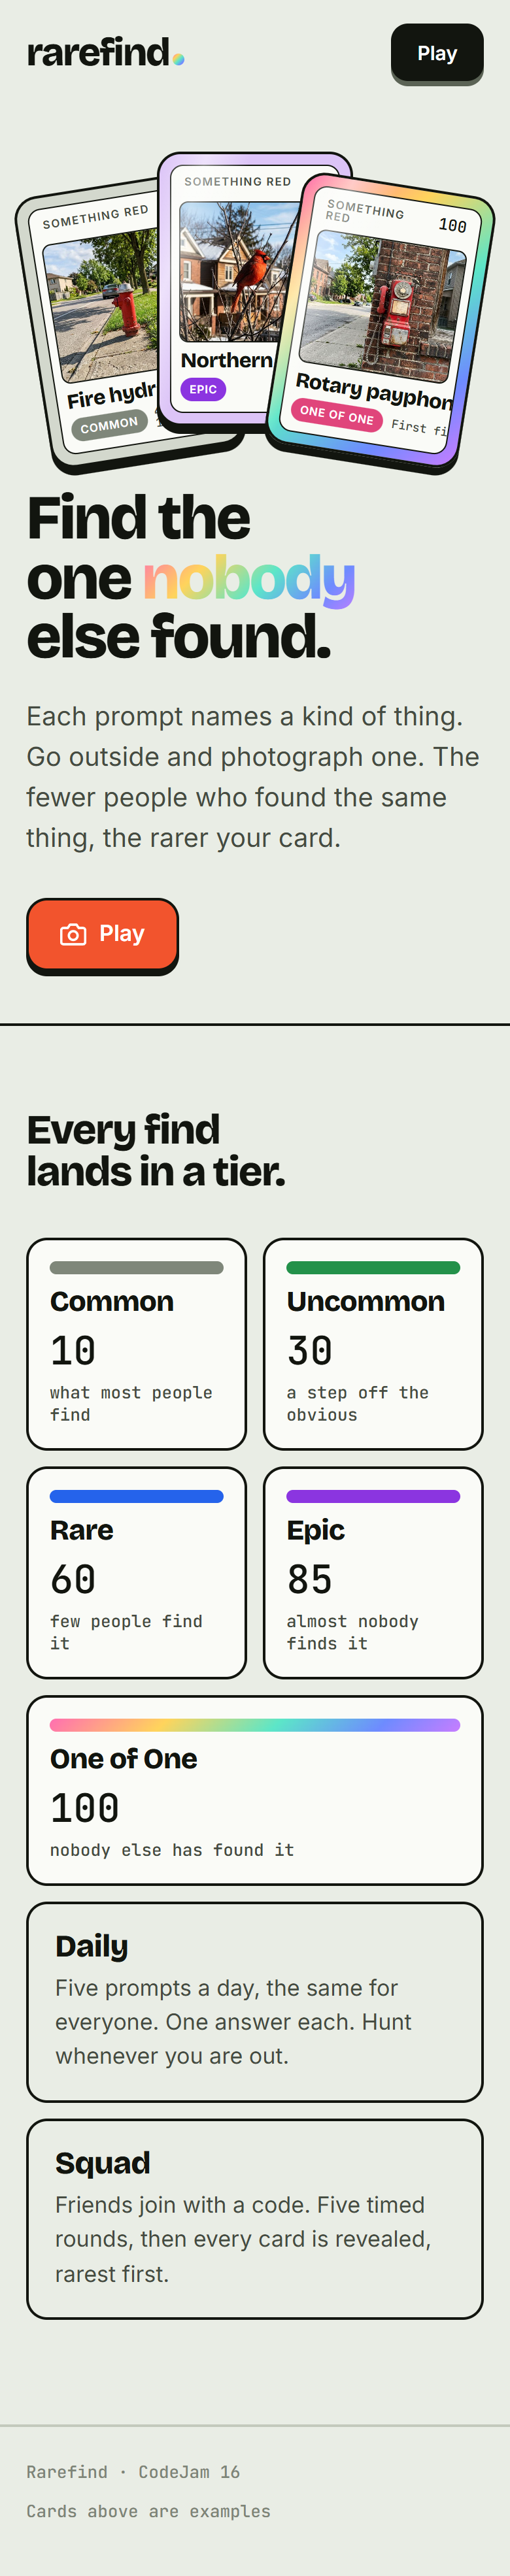 rarefind
Play
SOMETHING RED
Fire hydr
COMMON
SOMETHING RED
Northern
EPIC
SOMETHING
RED
100
Rotary payphon
ONE OF ONE
First fi
Find the
one nobody
else found.
Each prompt names a kind of thing.
Go outside and photograph one. The
fewer people who found the same
thing, the rarer your card.
Play
Every find
lands in a tier.
Common
10
what most people
find
Uncommon
30
a step off the
obvious
Rare
60
few people find
it
Epic
85
almost nobody
finds it
One of One
100
nobody else has found it
Daily
Five prompts a day, the same for
everyone. One answer each. Hunt
whenever you are out.
Squad
Friends join with a code. Five timed
rounds, then every card is revealed,
rarest first.
Rarefind · CodeJam 16
Cards above are examples